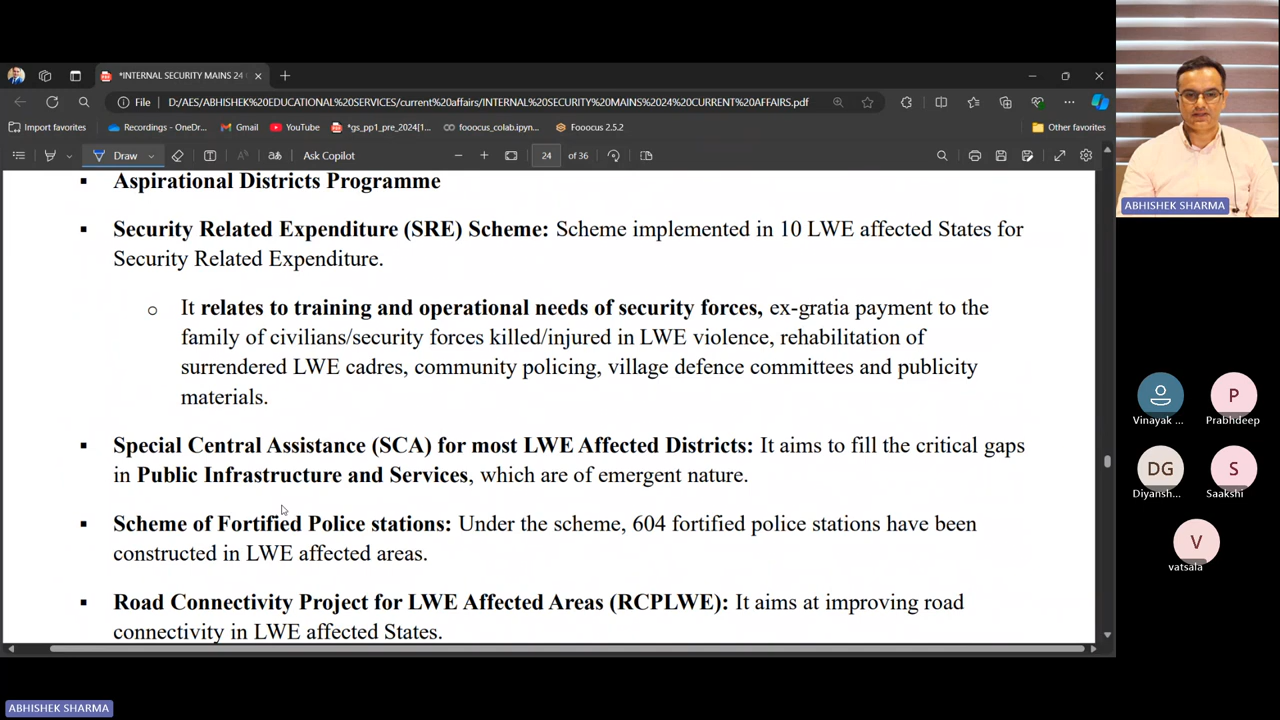 *INTERNAL SECURITY MAINS 24
File
D:/AES/ABHISHEK%20EDUCATIONAL%20SERVICES/current%20affairs/INTERNAL%20SECURITY%20MAINS%202024%20CURRENT%20AFFAIRS.pdf
Import favorites
Recordings - OneDr...
Gmail
YouTube
*gs_pp1_pre_2024[1...
fooocus_colab.ipyn...
Fooocus 2.5.2
Other favorites
Draw
Ask Copilot
24 of 36
▪ Aspirational Districts Programme
▪ Security Related Expenditure (SRE) Scheme: Scheme implemented in 10 LWE affected States for
Security Related Expenditure.
o It relates to training and operational needs of security forces, ex-gratia payment to the
family of civilians/security forces killed/injured in LWE violence, rehabilitation of
surrendered LWE cadres, community policing, village defence committees and publicity
materials.
▪ Special Central Assistance (SCA) for most LWE Affected Districts: It aims to fill the critical gaps
in Public Infrastructure and Services, which are of emergent nature.
▪ Scheme of Fortified Police stations: Under the scheme, 604 fortified police stations have been
constructed in LWE affected areas.
▪ Road Connectivity Project for LWE Affected Areas (RCPLWE): It aims at improving road
connectivity in LWE affected States.
ABHISHEK SHARMA
Vinayak ...
P
Prabhdeep
DG
Diyansh...
S
Saakshi
V
vatsala
ABHISHEK SHARMA